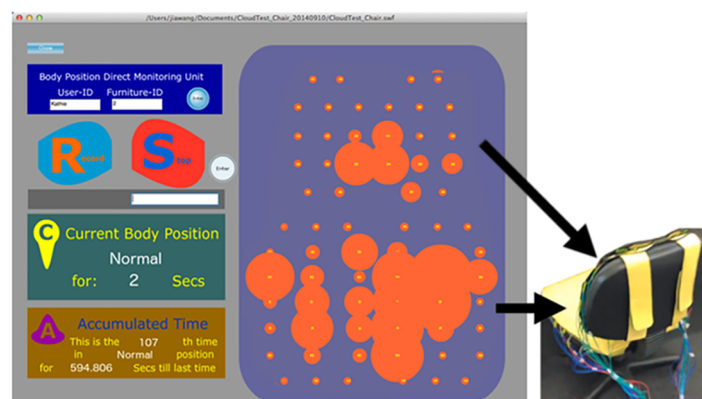 /Users/jiawang/Documents/CloudTest_Chair_20140910/CloudTest_Chair.swf
Close
Body Position Direct Monitoring Unit
User-ID Furniture-ID
Kathie 2 Enter
Record Stop
Enter
C Current Body Position
Normal
for: 2 Secs
A Accumulated Time
This is the 107 th time
in Normal position
for 594.806 Secs till last time